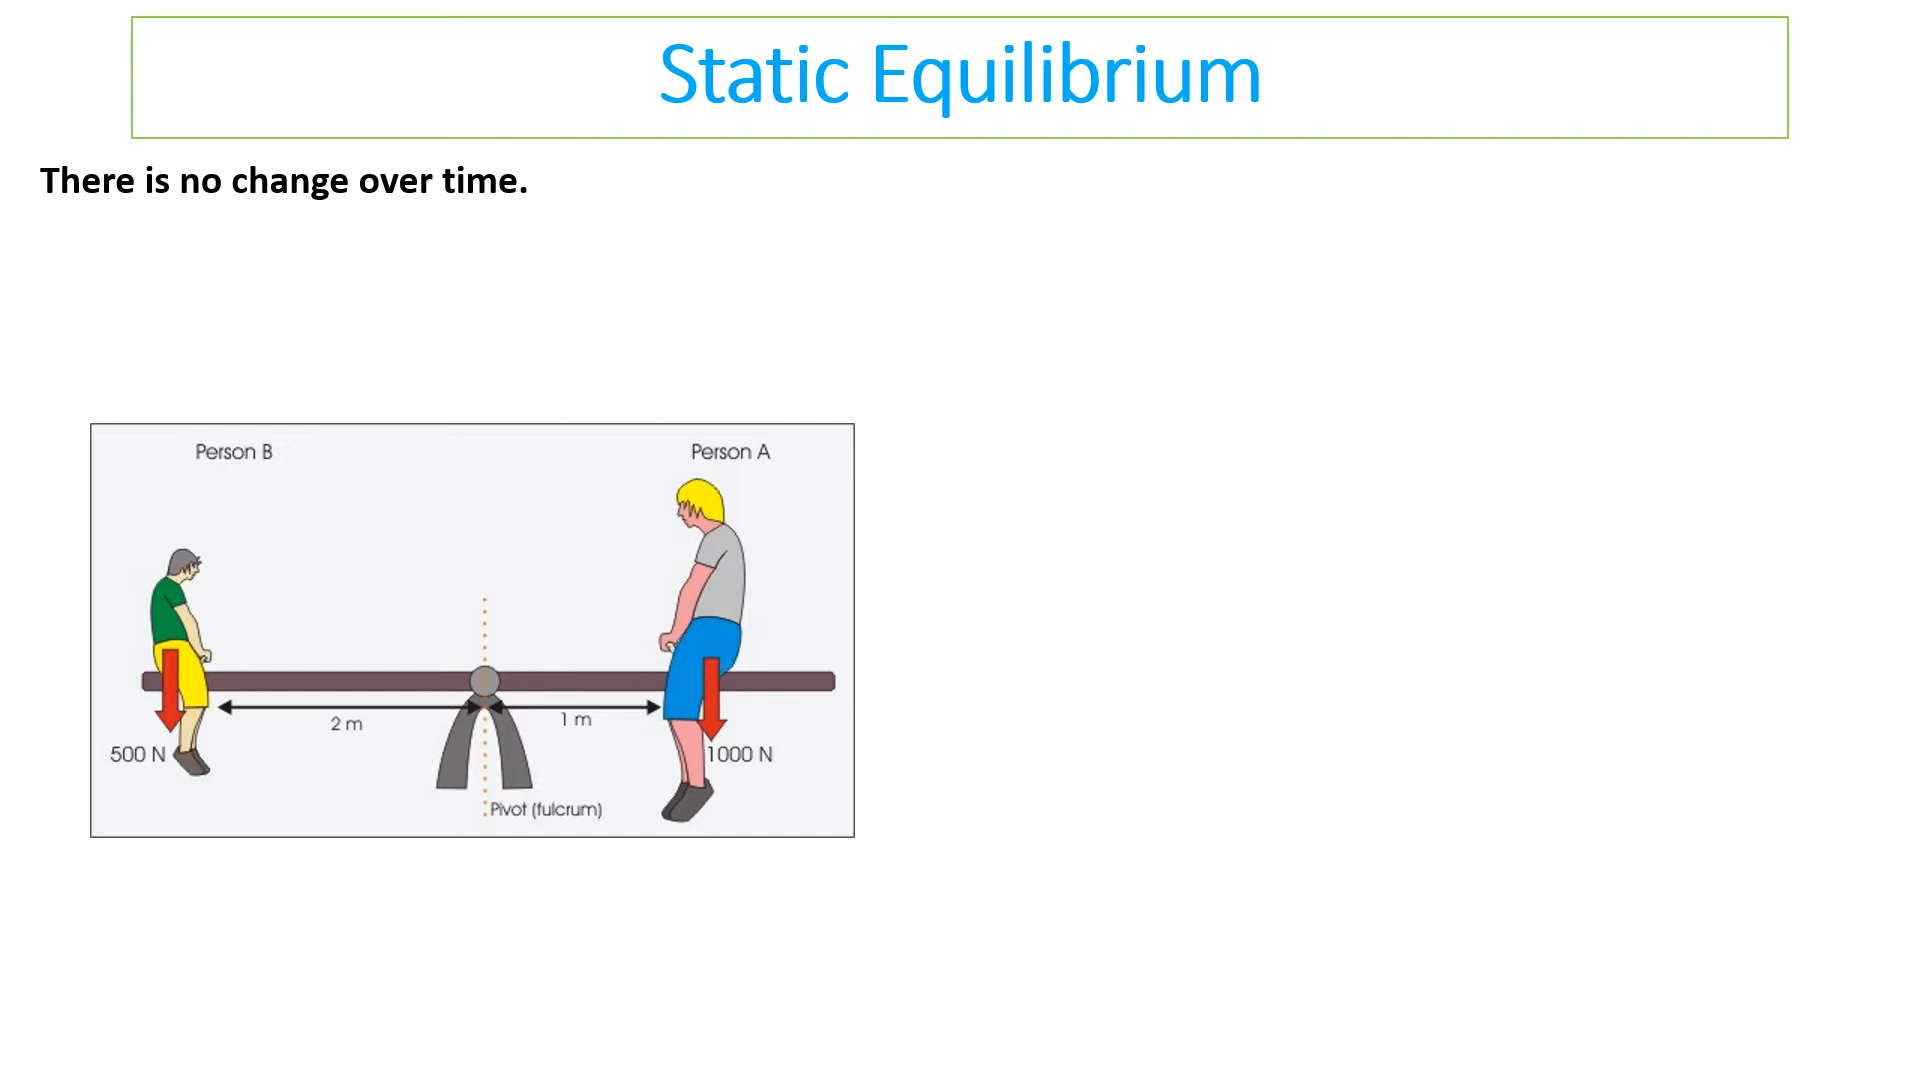 Static Equilibrium
There is no change over time.
Person B
Person A
2 m
1 m
500 N
1000 N
Pivot (fulcrum)